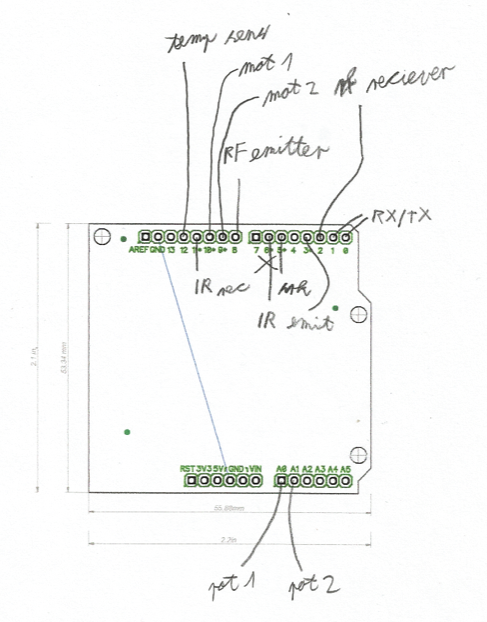 temp sens
mot 1
mot 2
rf reciever
RF emitter
RX/TX
AREF GND 13 12 11* 10* 9* 8 7 6* 5* 4 3* 2 1 0
IR rec
IR emit
2.1 in
53.34 mm
RST 3V3 5V GND VIN A0 A1 A2 A3 A4 A5
55.88mm
2.2in
pot 1 pot 2